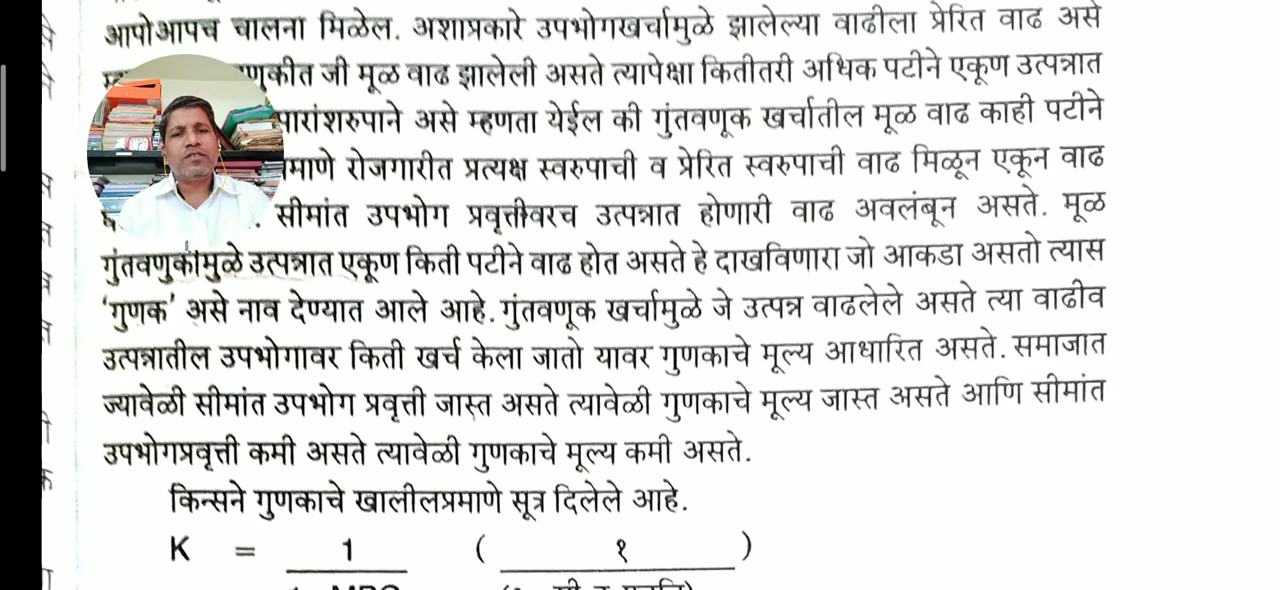 आपोआपच चालना मिळेल. अशाप्रकारे उपभोगखर्चामुळे झालेल्या वाढीला प्रेरित वाढ असे
जी मूळ वाढ झालेली असते त्यापेक्षा कितीतरी अधिक पटीने एकूण उत्पन्नात
असे म्हणता येईल की गुंतवणूक खर्चातील मूळ वाढ काही पटीने
रोजगारीत प्रत्यक्ष स्वरुपाची व प्रेरित स्वरुपाची वाढ मिळून एकून वाढ
सीमांत उपभोग प्रवृत्तीवरच उत्पन्नात होणारी वाढ अवलंबून असते. मूळ
गुंतवणुकीमुळे उत्पन्नात एकूण किती पटीने वाढ होत असते हे दाखविणारा जो आकडा असतो त्यास
'गुणक' असे नाव देण्यात आले आहे. गुंतवणूक खर्चामुळे जे उत्पन्न वाढलेले असते त्या वाढीव
उत्पन्नातील उपभोगावर किती खर्च केला जातो यावर गुणकाचे मूल्य आधारित असते. समाजात
ज्यावेळी सीमांत उपभोग प्रवृत्ती जास्त असते त्यावेळी गुणकाचे मूल्य जास्त असते आणि सीमांत
उपभोगप्रवृत्ती कमी असते त्यावेळी गुणकाचे मूल्य कमी असते.
किन्सने गुणकाचे खालीलप्रमाणे सूत्र दिलेले आहे.
K = 1 ( १ )